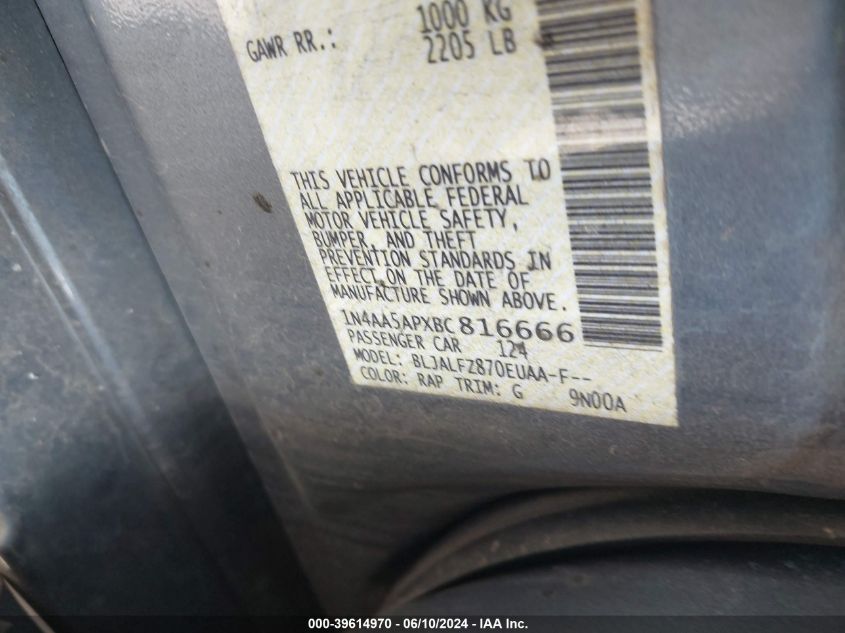 GAWR RR.: 1000 KG
2205 LB
THIS VEHICLE CONFORMS TO
ALL APPLICABLE FEDERAL
MOTOR VEHICLE SAFETY,
BUMPER, AND THEFT
PREVENTION STANDARDS IN
EFFECT ON THE DATE OF
MANUFACTURE SHOWN ABOVE.
1N4AA5APXBC816666
PASSENGER CAR 124
MODEL: BLJALFZ870EUAA-F--
COLOR: RAP TRIM: G 9N00A
000-39614970 - 06/10/2024 - IAA Inc.